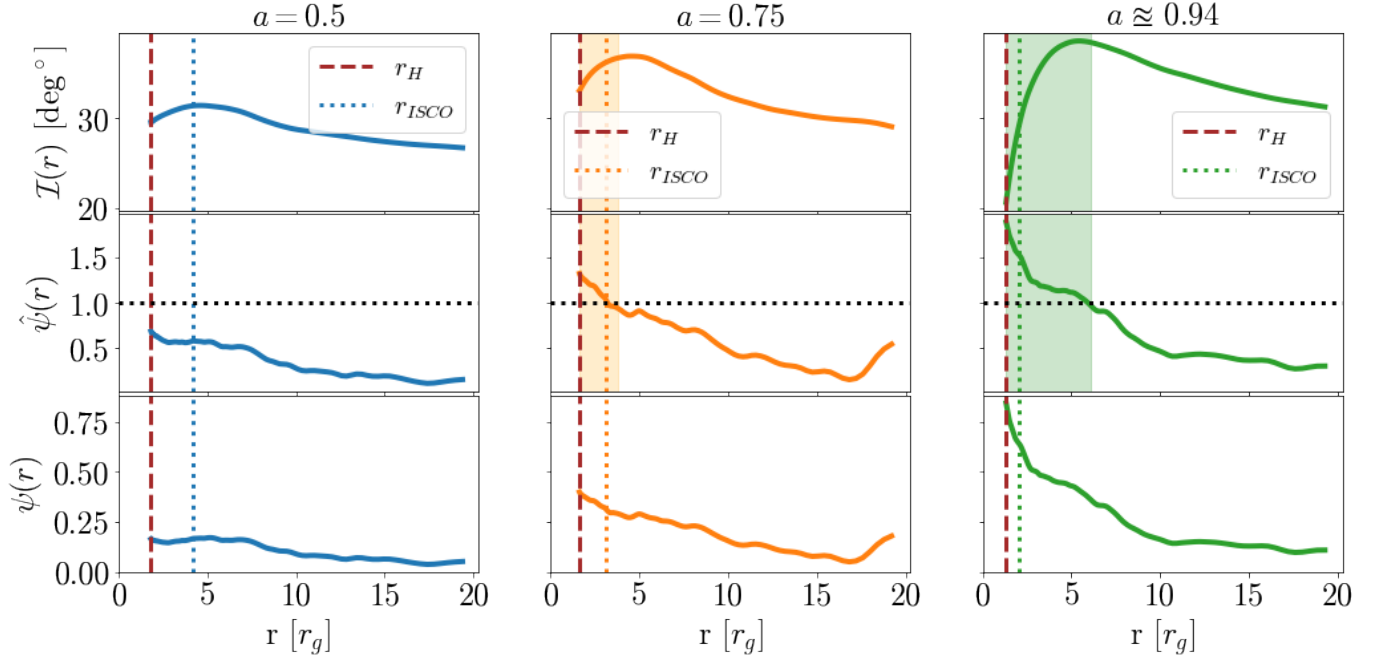 a = 0.5
a = 0.75
a ≊ 0.94
I(r) [deg°]
30
20
r_H
r_ISCO
r_H
r_ISCO
r_H
r_ISCO
ψ̂(r)
1.5
1.0
0.5
ψ(r)
0.75
0.50
0.25
0.00
0 5 10 15 20
0 5 10 15 20
0 5 10 15 20
r [r_g]
r [r_g]
r [r_g]